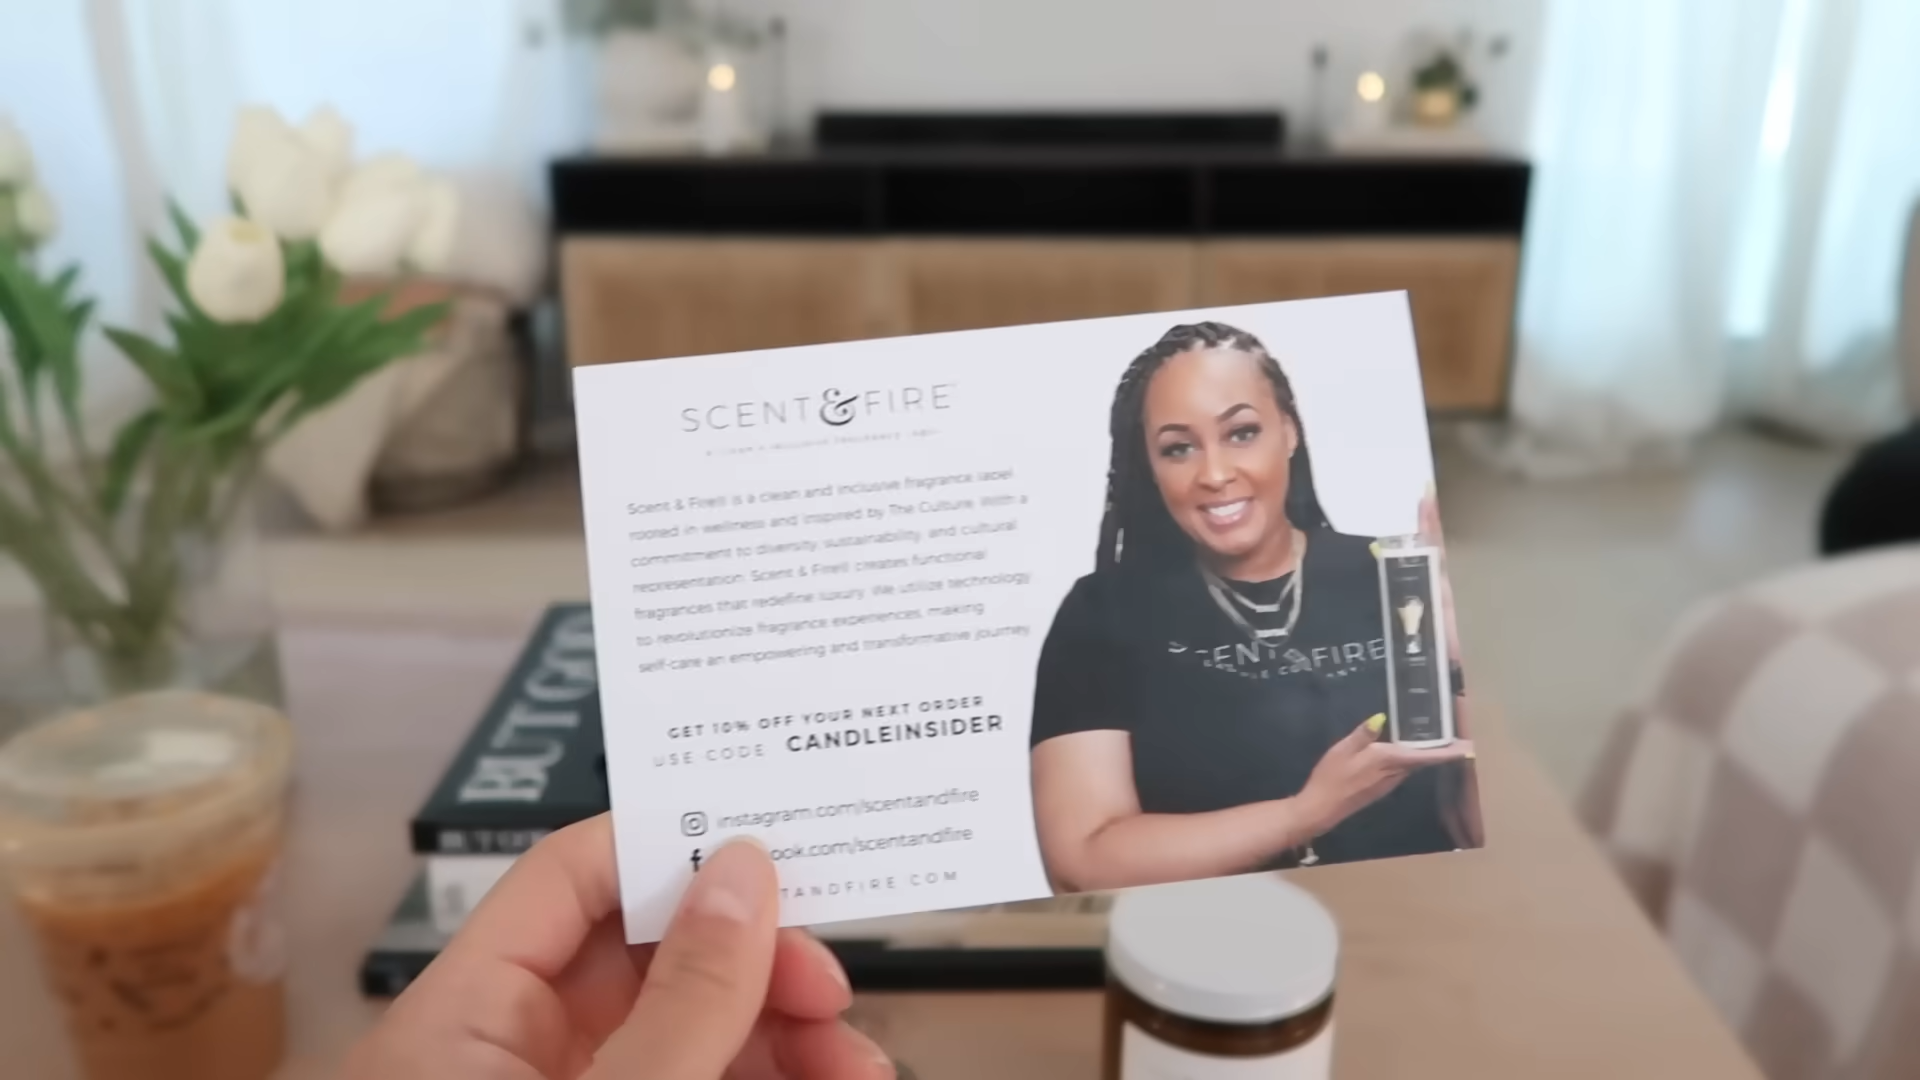 SCENT & FIRE
Scent & Fire® is a clean and inclusive fragrance label
rooted in wellness and inspired by The Culture. With a
commitment to diversity, sustainability, and cultural
representation, Scent & Fire® creates functional
fragrances that redefine luxury. We utilize technology
to revolutionize fragrance experiences, making
self-care an empowering and transformative journey.
GET 10% OFF YOUR NEXT ORDER
USE CODE CANDLEINSIDER
instagram.com/scentandfire
ook.com/scentandfire
TANDFIRE.COM
FIRE
BUT GOD